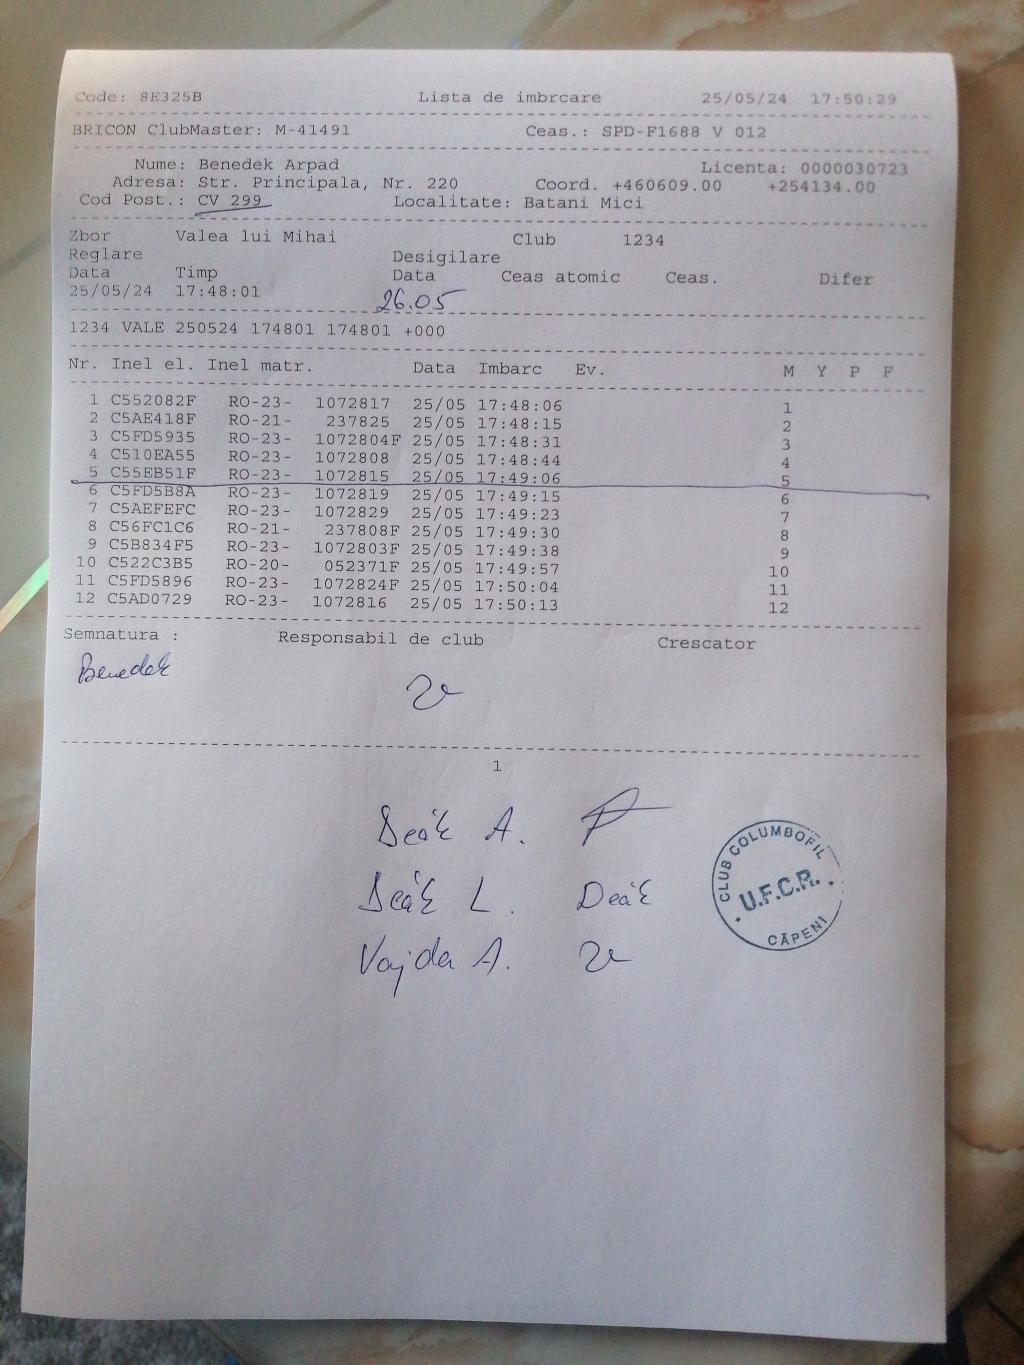 Code: 8E325B Lista de imbrcare 25/05/24 17:50:29
BRICON ClubMaster: M-41491 Ceas.: SPD-F1688 V 012
Nume: Benedek Arpad Licenta: 0000030723
Adresa: Str. Principala, Nr. 220 Coord. +460609.00 +254134.00
Cod Post.: CV 299 Localitate: Batani Mici
Zbor Valea lui Mihai Club 1234
Reglare Desigilare
Data Timp Data Ceas atomic Ceas. Difer
25/05/24 17:48:01 26.05
1234 VALE 250524 174801 174801 +000
Nr. Inel el. Inel matr. Data Imbarc Ev. M Y P F
1 C552082F RO-23- 1072817 25/05 17:48:06 1
2 C5AE418F RO-21- 237825 25/05 17:48:15 2
3 C5FD5935 RO-23- 1072804F 25/05 17:48:31 3
4 C510EA55 RO-23- 1072808 25/05 17:48:44 4
5 C55EB51F RO-23- 1072815 25/05 17:49:06 5
6 C5FD5B8A RO-23- 1072819 25/05 17:49:15 6
7 C5AEFEFC RO-23- 1072829 25/05 17:49:23 7
8 C56FC1C6 RO-21- 237808F 25/05 17:49:30 8
9 C5B834F5 RO-23- 1072803F 25/05 17:49:38 9
10 C522C3B5 RO-20- 052371F 25/05 17:49:57 10
11 C5FD5896 RO-23- 1072824F 25/05 17:50:04 11
12 C5AD0729 RO-23- 1072816 25/05 17:50:13 12
Semnatura : Responsabil de club Crescator
Benedek
1
Deák A.
Deák L. Deák
Vajda A.
CLUB COLUMBOFIL
U.F.C.R.
CĂPENI